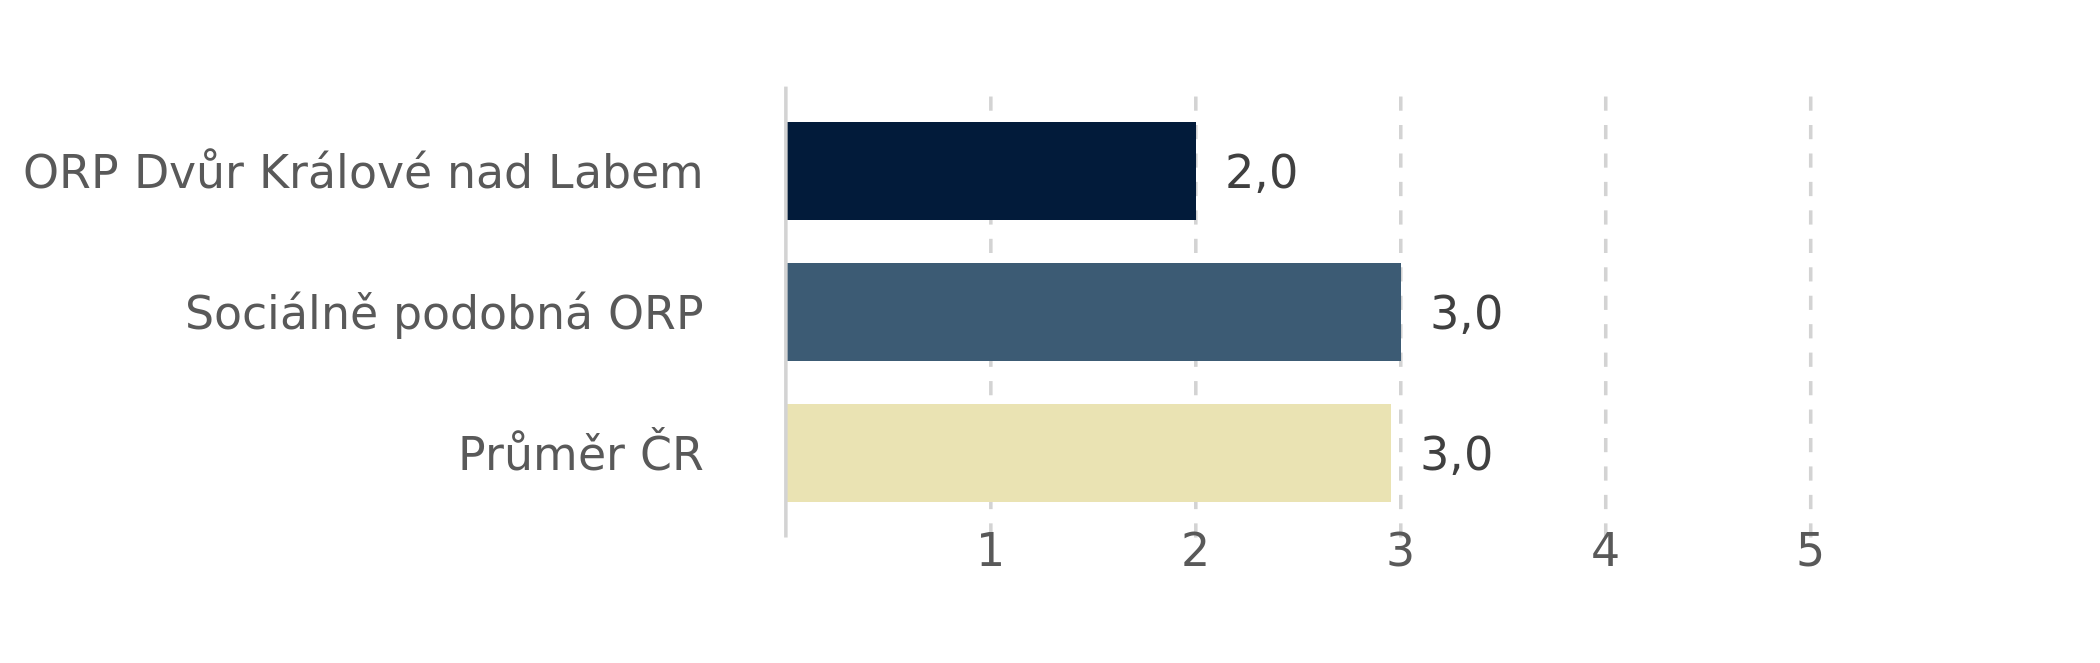 ORP Dvůr Králové nad Labem 2,0
Sociálně podobná ORP 3,0
Průměr ČR 3,0
1 2 3 4 5